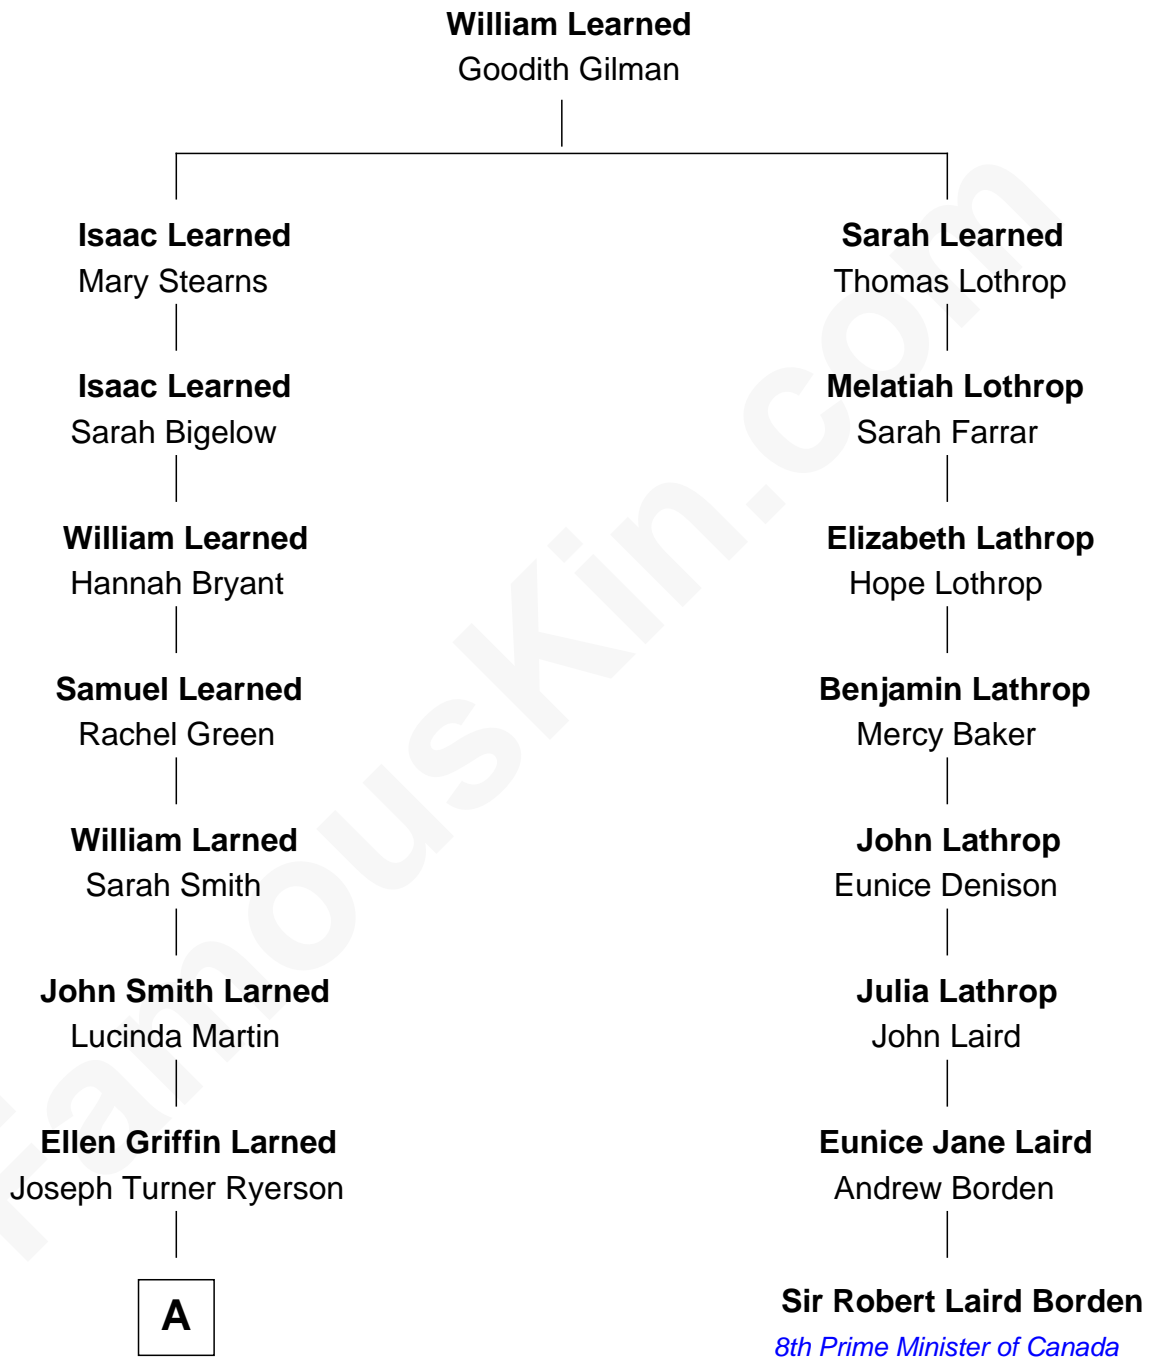 William Learned
Goodith Gilman
Isaac Learned
Mary Stearns
Sarah Learned
Thomas Lothrop
Isaac Learned
Sarah Bigelow
Melatiah Lothrop
Sarah Farrar
William Learned
Hannah Bryant
Elizabeth Lathrop
Hope Lothrop
Samuel Learned
Rachel Green
Benjamin Lathrop
Mercy Baker
William Larned
Sarah Smith
John Lathrop
Eunice Denison
John Smith Larned
Lucinda Martin
Julia Lathrop
John Laird
Ellen Griffin Larned
Joseph Turner Ryerson
Eunice Jane Laird
Andrew Borden
A
Sir Robert Laird Borden
8th Prime Minister of Canada
FamousKin.com